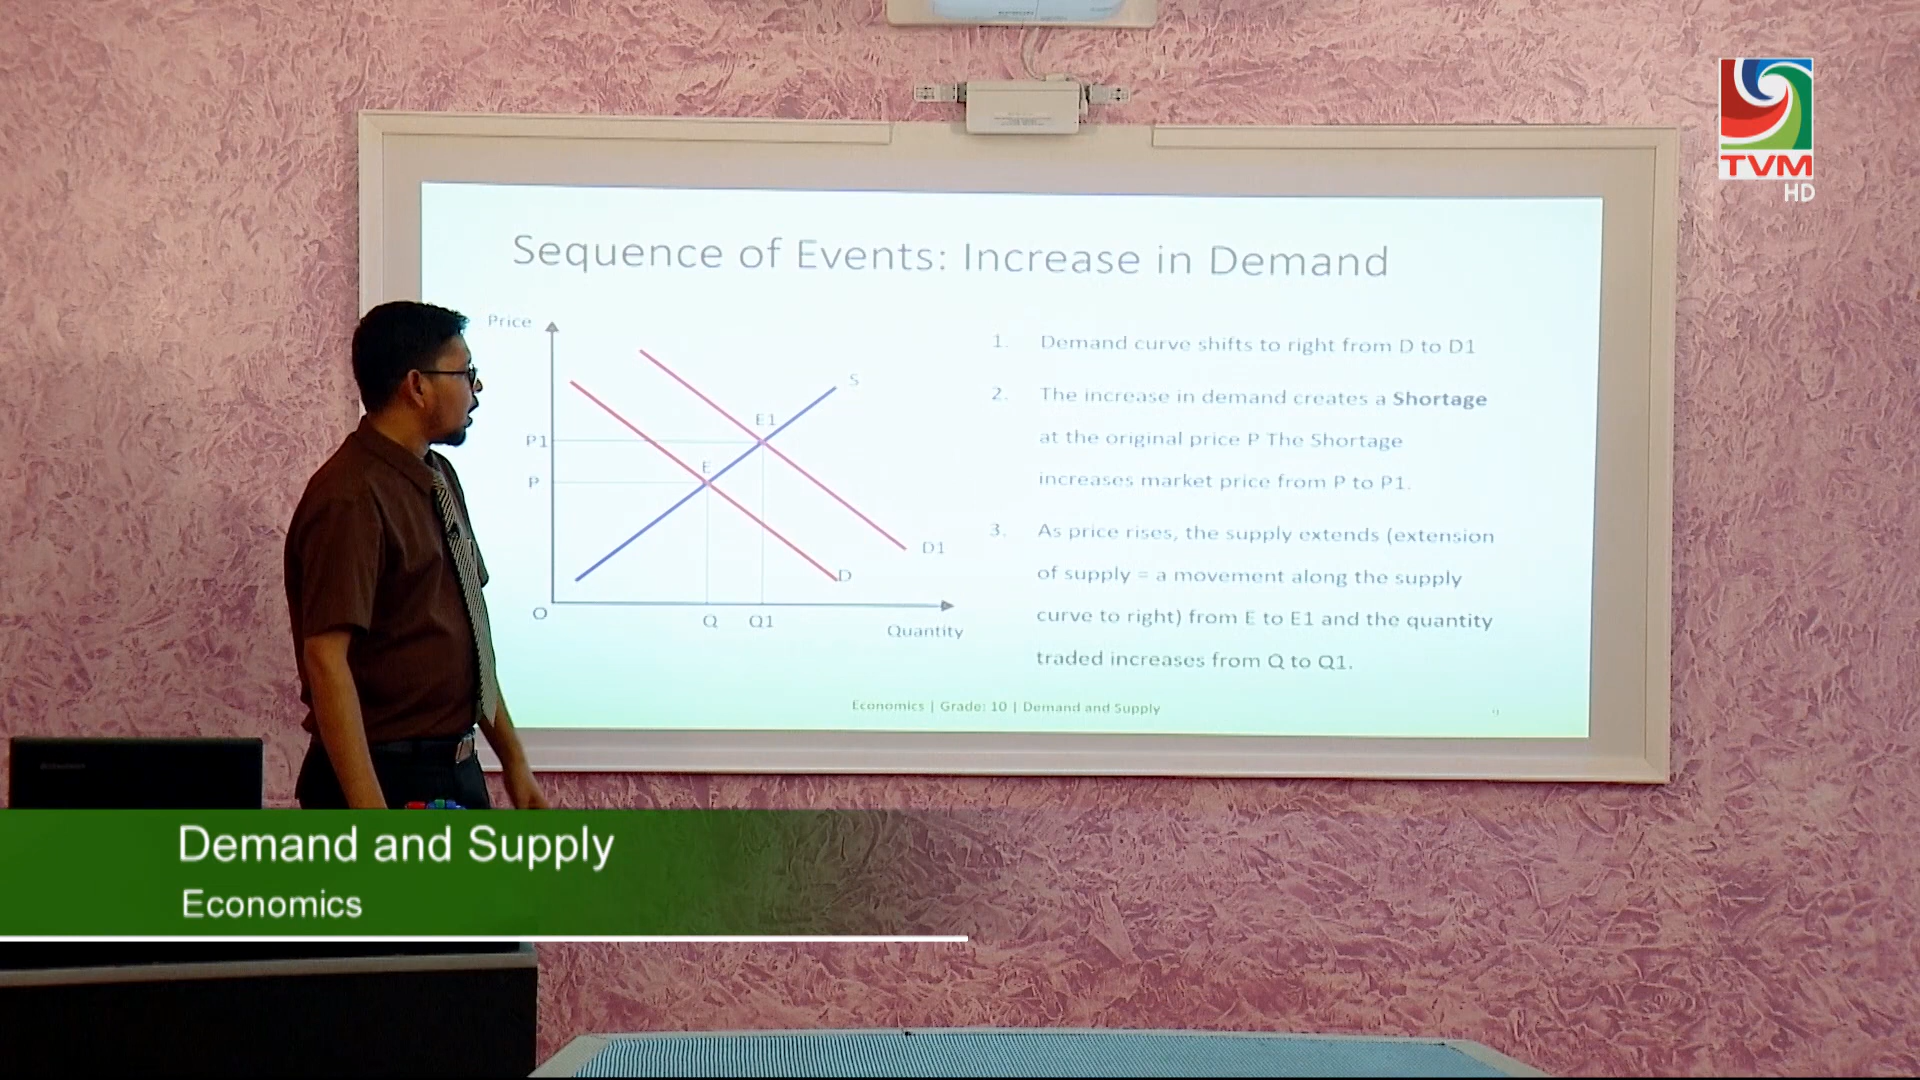 TVM
HD
Sequence of Events: Increase in Demand
Price
S
E1
P1
E
P
D1
D
O
Q
Q1
Quantity
1. Demand curve shifts to right from D to D1
2. The increase in demand creates a Shortage
at the original price P The Shortage
increases market price from P to P1.
3. As price rises, the supply extends (extension
of supply = a movement along the supply
curve to right) from E to E1 and the quantity
traded increases from Q to Q1.
Economics | Grade: 10 | Demand and Supply
Demand and Supply
Economics